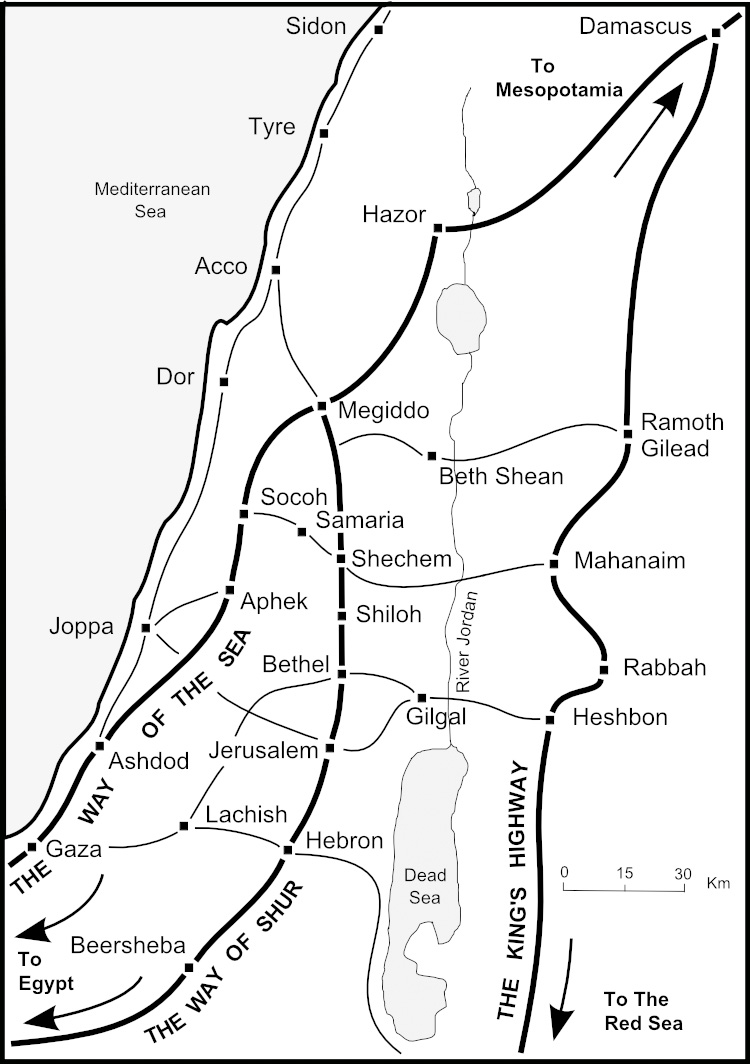 Sidon
Damascus
To
Mesopotamia
Tyre
Mediterranean
Sea
Hazor
Acco
Dor
Megiddo
Ramoth
Gilead
Beth Shean
Socoh
Samaria
Shechem
Mahanaim
Aphek
Shiloh
Joppa
River Jordan
Bethel
Rabbah
Gilgal
Heshbon
Jerusalem
Ashdod
THE WAY OF THE SEA
Lachish
Hebron
Gaza
Dead
Sea
THE KING'S HIGHWAY
0 15 30 Km
Beersheba
To
Egypt
THE WAY OF SHUR
To The
Red Sea